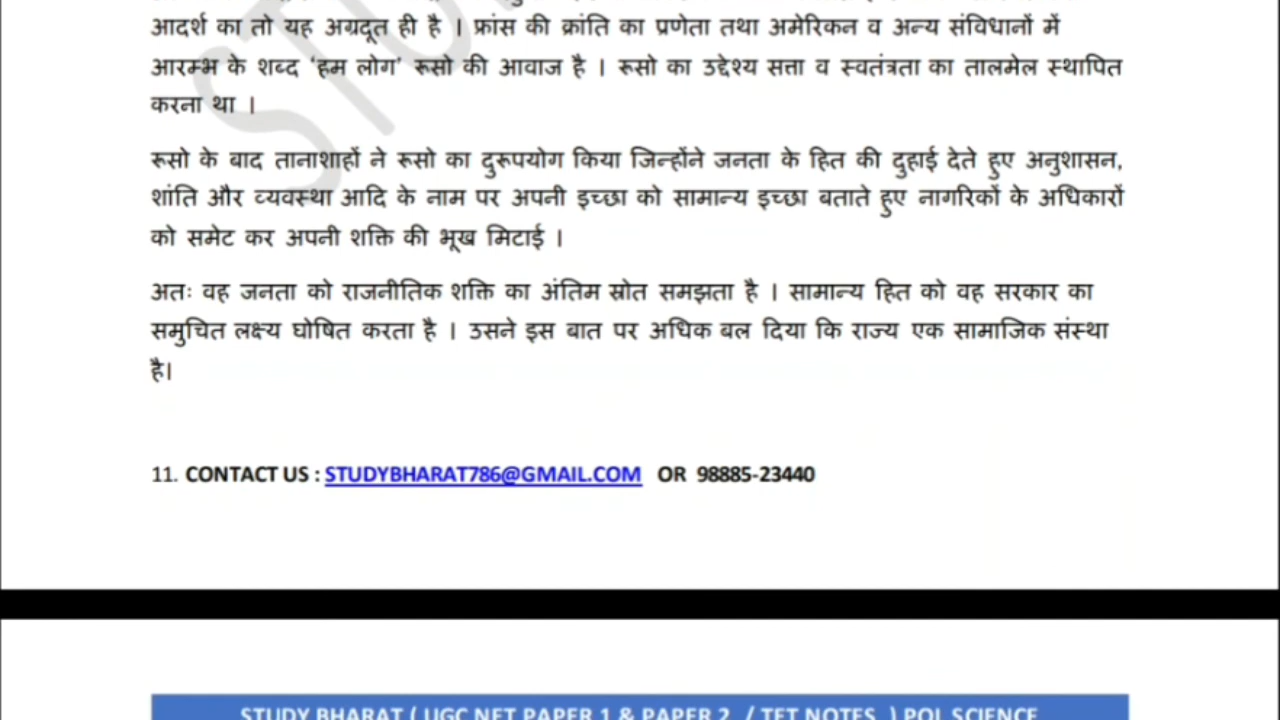 आदर्श का तो यह अग्रदूत ही है । फ्रांस की क्रांति का प्रणेता तथा अमेरिकन व अन्य संविधानों में
आरम्भ के शब्द ‘हम लोग’ रूसो की आवाज है । रूसो का उद्देश्य सत्ता व स्वतंत्रता का तालमेल स्थापित
करना था ।
रूसो के बाद तानाशाहों ने रूसो का दुरूपयोग किया जिन्होंने जनता के हित की दुहाई देते हुए अनुशासन,
शांति और व्यवस्था आदि के नाम पर अपनी इच्छा को सामान्य इच्छा बताते हुए नागरिकों के अधिकारों
को समेट कर अपनी शक्ति की भूख मिटाई ।
अतः वह जनता को राजनीतिक शक्ति का अंतिम स्रोत समझता है । सामान्य हित को वह सरकार का
समुचित लक्ष्य घोषित करता है । उसने इस बात पर अधिक बल दिया कि राज्य एक सामाजिक संस्था
है।
11. CONTACT US : STUDYBHARAT786@GMAIL.COM OR 98885-23440
STUDY BHARAT ( UGC NET PAPER 1 & PAPER 2 / TET NOTES ) POL SCIENCE